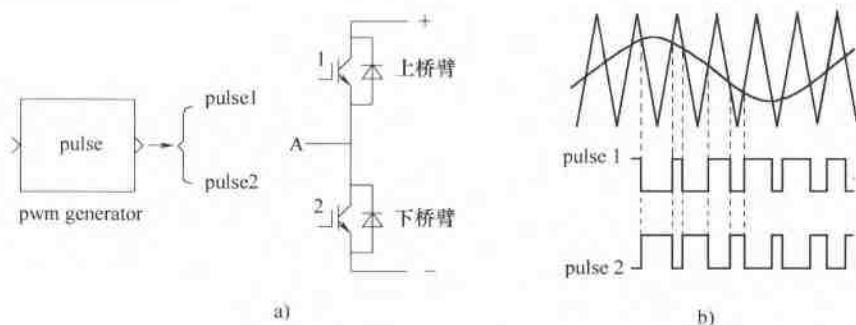 pulse
pwm generator
pulse1
pulse2
+
1
上桥臂
A
2
下桥臂
−
a)
pulse 1
pulse 2
b)